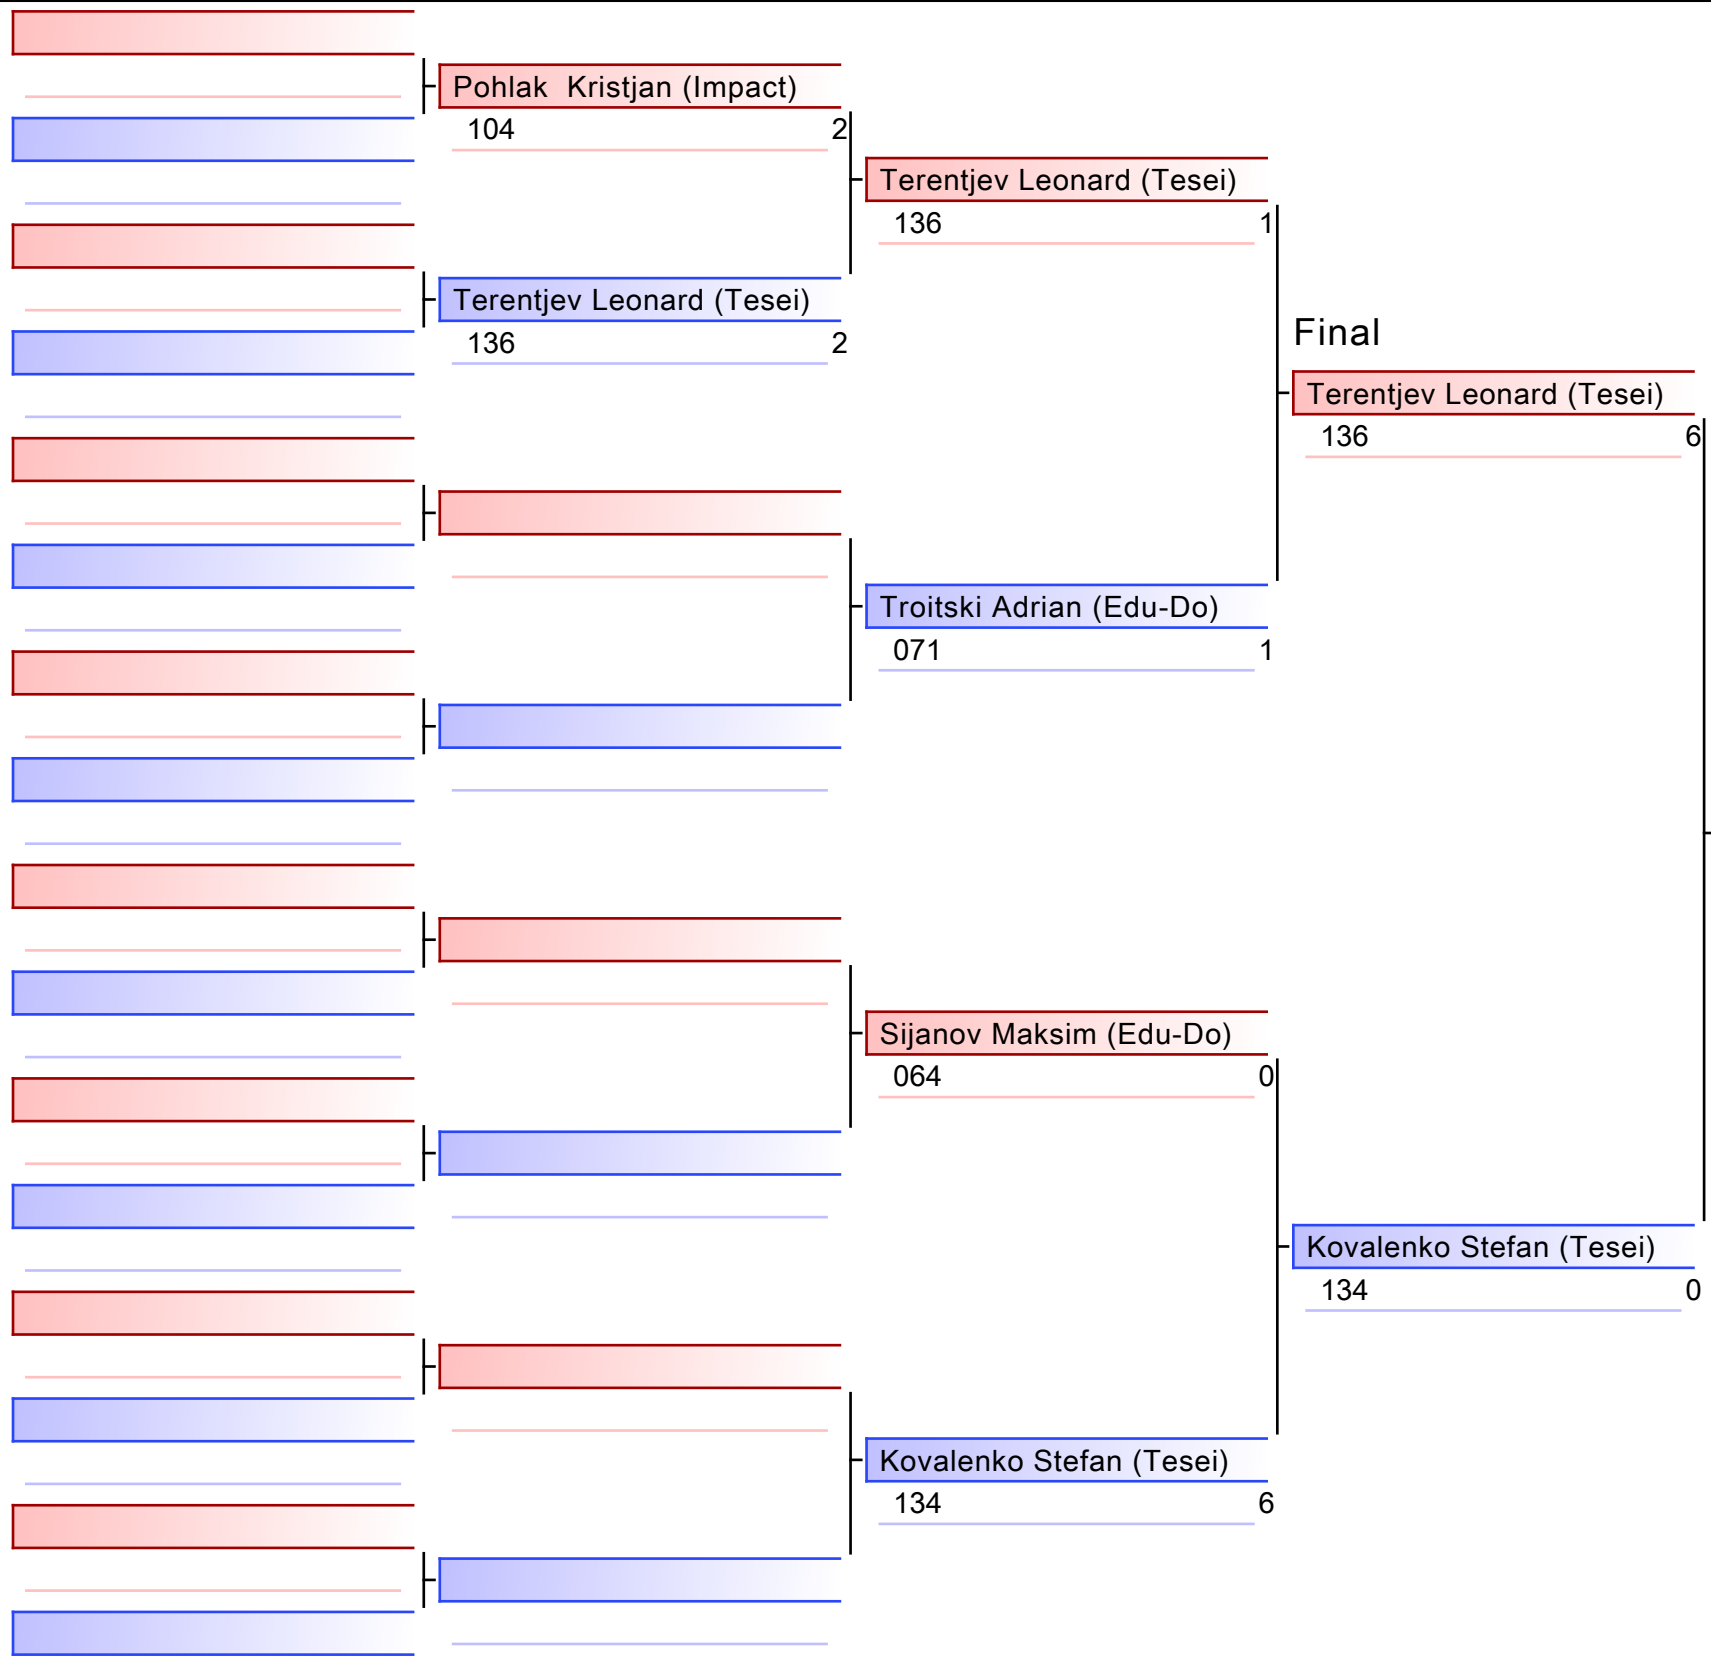 Pohlak  Kristjan (Impact)
104 2
Terentjev Leonard (Tesei)
136 2
Terentjev Leonard (Tesei)
136 1
Troitski Adrian (Edu-Do)
071 1
Sijanov Maksim (Edu-Do)
064 0
Kovalenko Stefan (Tesei)
134 6
Final
Terentjev Leonard (Tesei)
136 6
Kovalenko Stefan (Tesei)
134 0